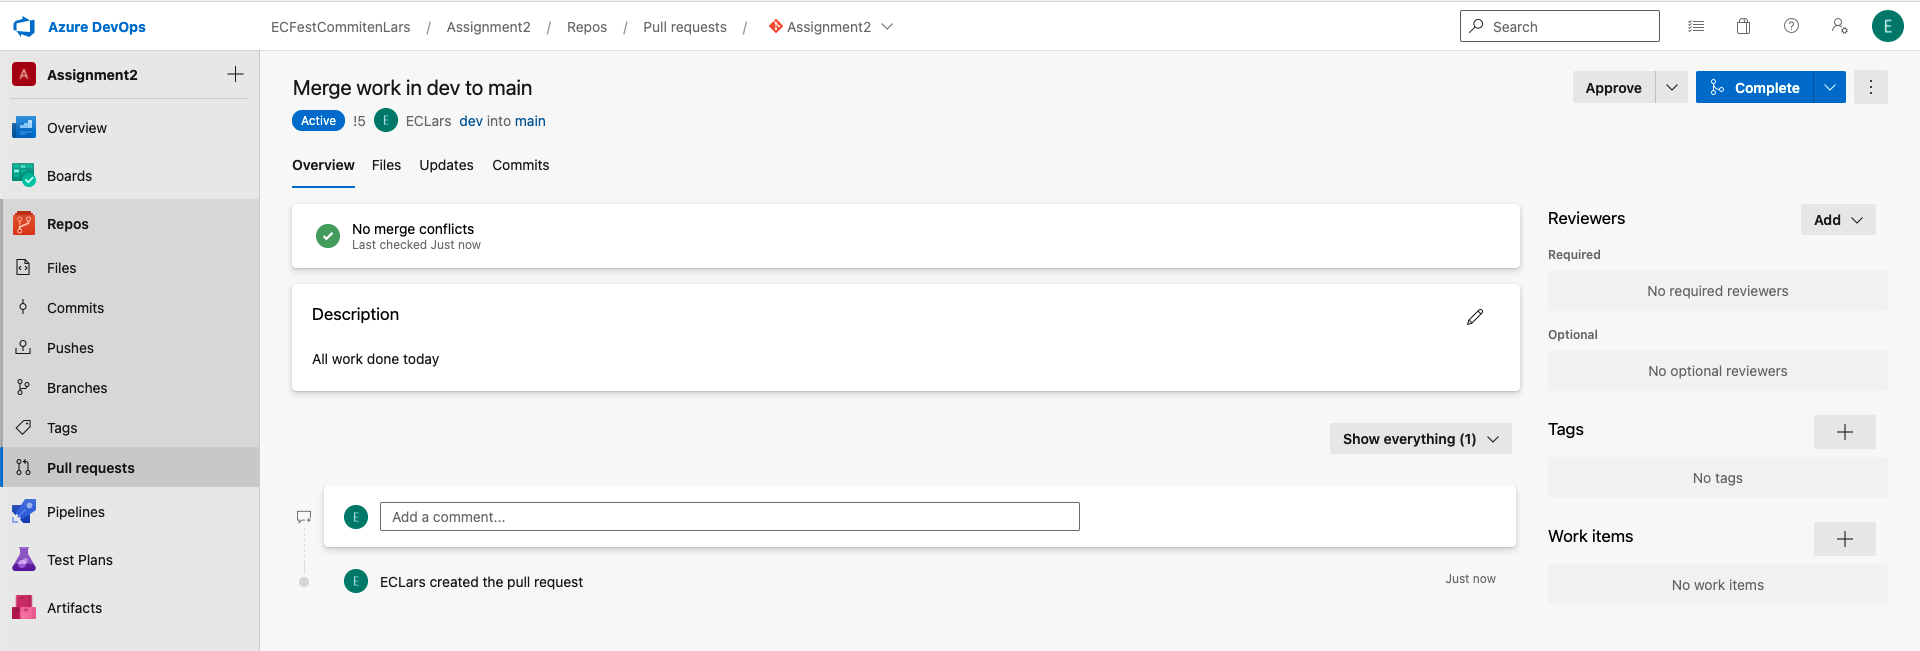 Azure DevOps
ECFestCommitenLars / Assignment2 / Repos / Pull requests / Assignment2
Search
E
A Assignment2
Overview
Boards
Repos
Files
Commits
Pushes
Branches
Tags
Pull requests
Pipelines
Test Plans
Artifacts
Merge work in dev to main
Approve
Complete
Active !5 E ECLars dev into main
Overview Files Updates Commits
No merge conflicts
Last checked Just now
Description
All work done today
Show everything (1)
E Add a comment...
E ECLars created the pull request Just now
Reviewers Add
Required
No required reviewers
Optional
No optional reviewers
Tags
No tags
Work items
No work items